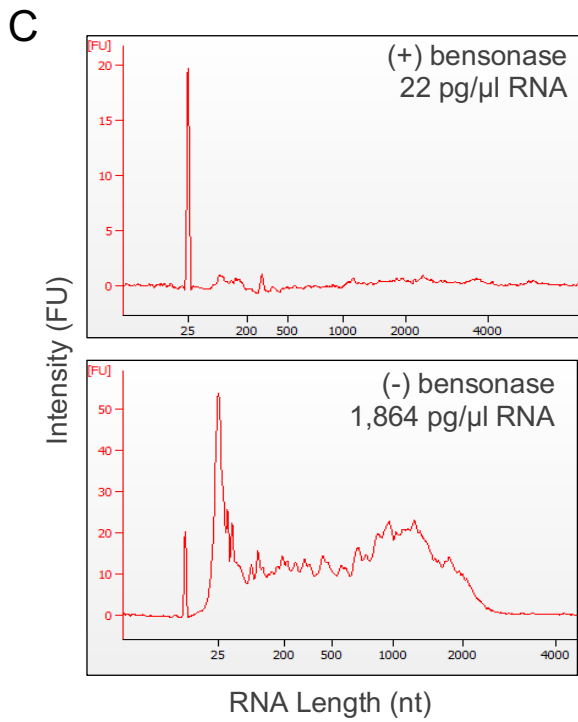 C
[FU]
(+) bensonase
22 pg/µl RNA
20
15
10
5
0
25 200 500 1000 2000 4000
Intensity (FU)
[FU]
(-) bensonase
1,864 pg/µl RNA
50
40
30
20
10
0
25 200 500 1000 2000 4000
RNA Length (nt)